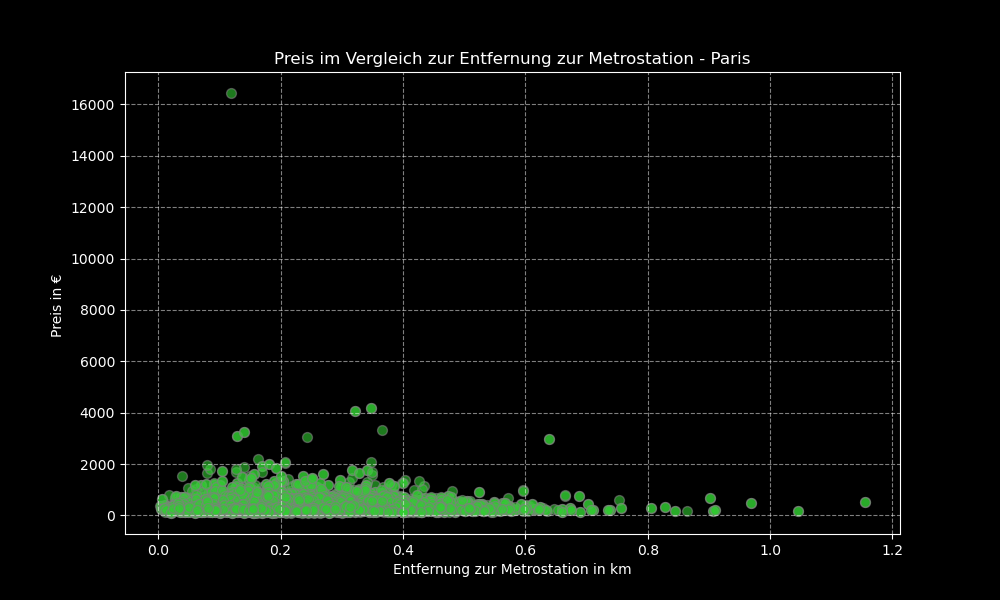 Preis im Vergleich zur Entfernung zur Metrostation - Paris
16000
14000
12000
10000
8000
6000
4000
2000
0
Preis in €
0.0 0.2 0.4 0.6 0.8 1.0 1.2
Entfernung zur Metrostation in km